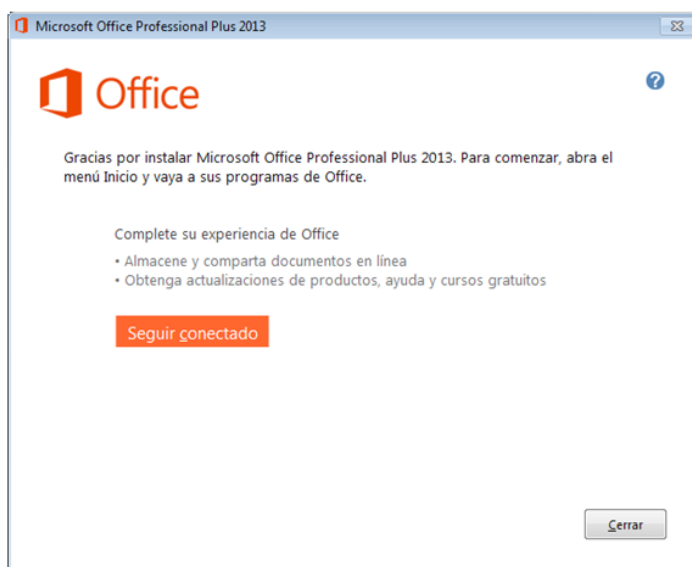 Microsoft Office Professional Plus 2013
Office
?
Gracias por instalar Microsoft Office Professional Plus 2013. Para comenzar, abra el
menú Inicio y vaya a sus programas de Office.
Complete su experiencia de Office
• Almacene y comparta documentos en línea
• Obtenga actualizaciones de productos, ayuda y cursos gratuitos
Seguir conectado
Cerrar